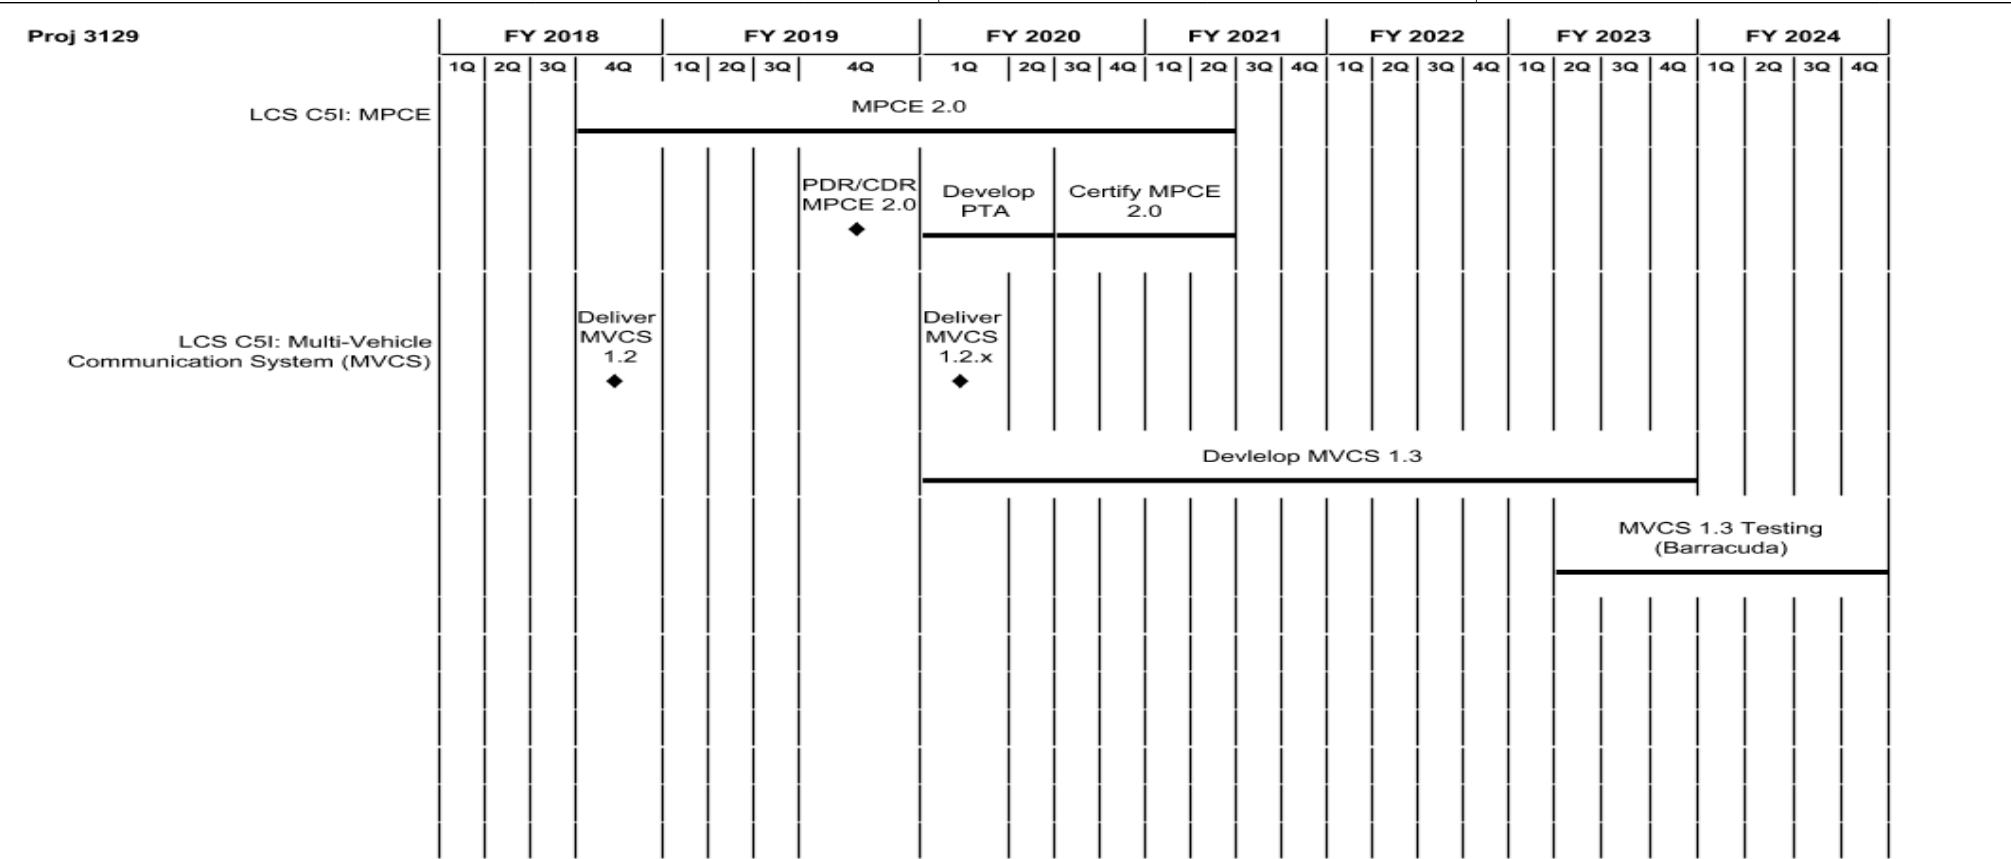 Proj 3129 FY 2018 FY 2019 FY 2020 FY 2021 FY 2022 FY 2023 FY 2024
1Q 2Q 3Q 4Q 1Q 2Q 3Q 4Q 1Q 2Q 3Q 4Q 1Q 2Q 3Q 4Q 1Q 2Q 3Q 4Q 1Q 2Q 3Q 4Q 1Q 2Q 3Q 4Q
LCS C5I: MPCE
MPCE 2.0
PDR/CDR
MPCE 2.0
Develop
PTA
Certify MPCE
2.0
LCS C5I: Multi-Vehicle
Communication System (MVCS)
Deliver
MVCS
1.2
Deliver
MVCS
1.2.x
Devlelop MVCS 1.3
MVCS 1.3 Testing
(Barracuda)